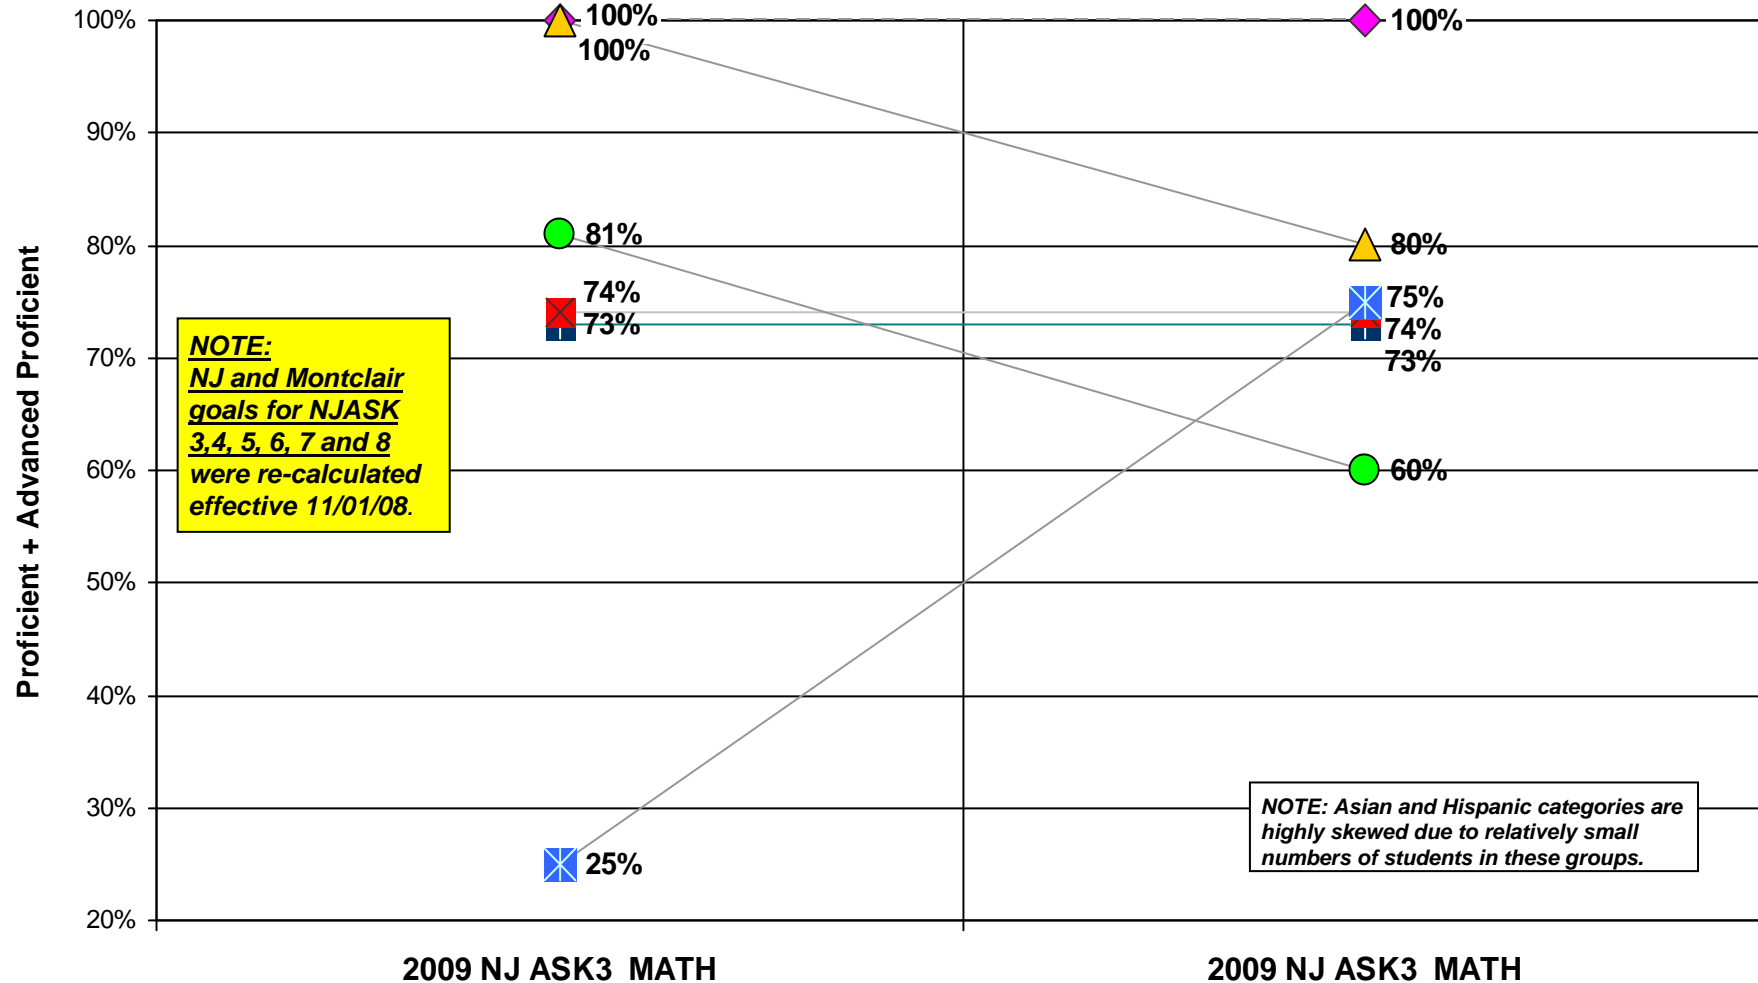 Proficient + Advanced Proficient
100%
90%
80%
70%
60%
50%
40%
30%
20%
100%
100%
81%
74%
73%
25%
100%
80%
75%
74%
73%
60%
NOTE:
NJ and Montclair
goals for NJASK
3,4, 5, 6, 7 and 8
were re-calculated
effective 11/01/08.
NOTE: Asian and Hispanic categories are
highly skewed due to relatively small
numbers of students in these groups.
2009 NJ ASK3  MATH
2009 NJ ASK3  MATH